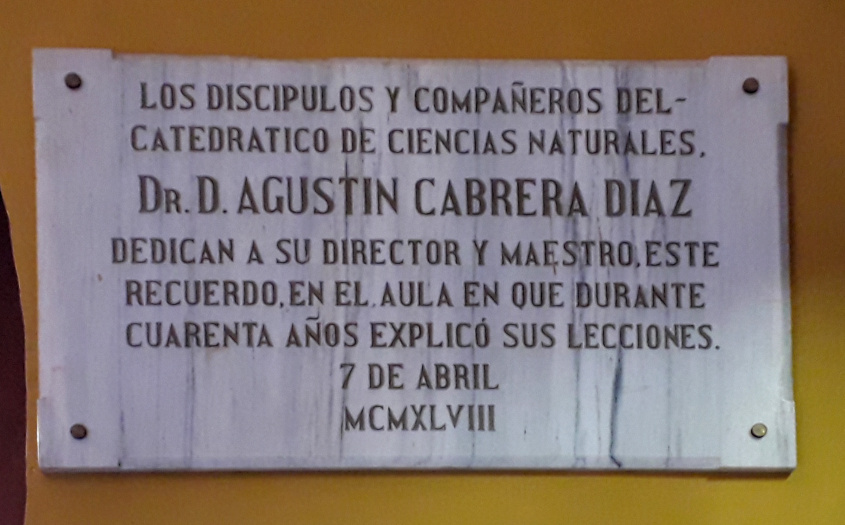 LOS DISCIPULOS Y COMPAÑEROS DEL-
CATEDRATICO DE CIENCIAS NATURALES,
DR. D. AGUSTIN CABRERA DIAZ
DEDICAN A SU DIRECTOR Y MAESTRO, ESTE
RECUERDO, EN EL AULA EN QUE DURANTE
CUARENTA AÑOS EXPLICÓ SUS LECCIONES.
7 DE ABRIL
MCMXLVIII